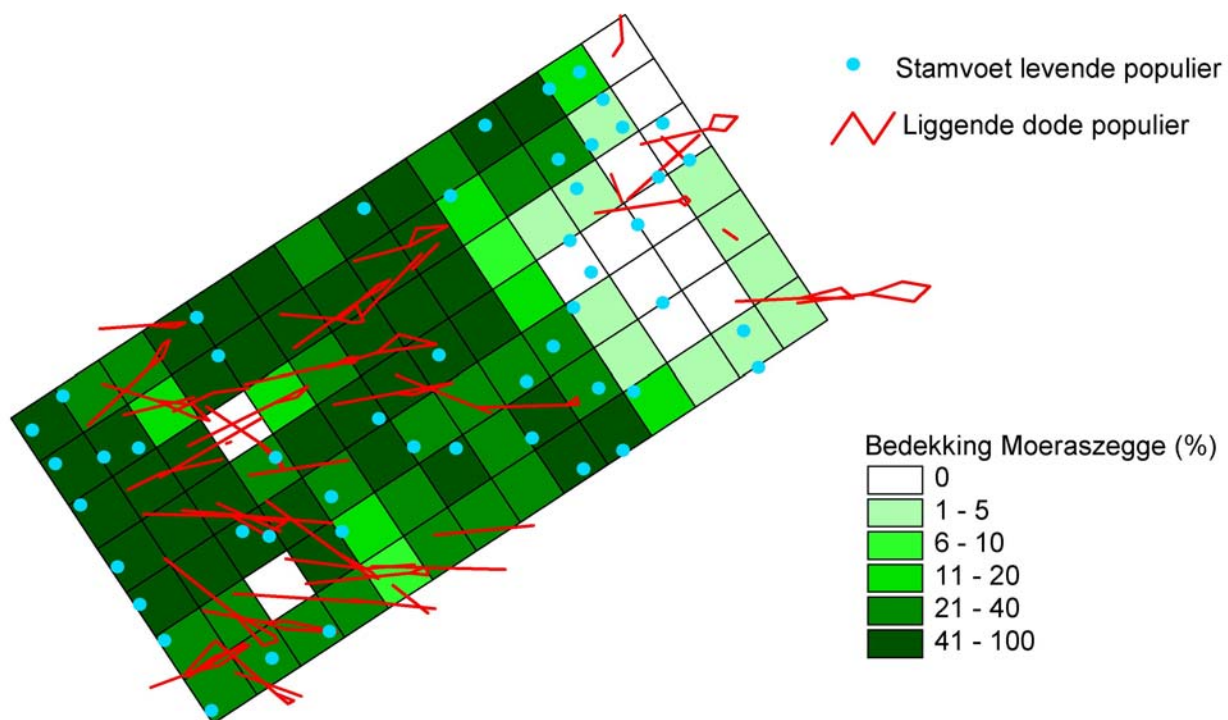 Stamvoet levende populier
Liggende dode populier
Bedekking Moeraszegge (%)
0
1 - 5
6 - 10
11 - 20
21 - 40
41 - 100